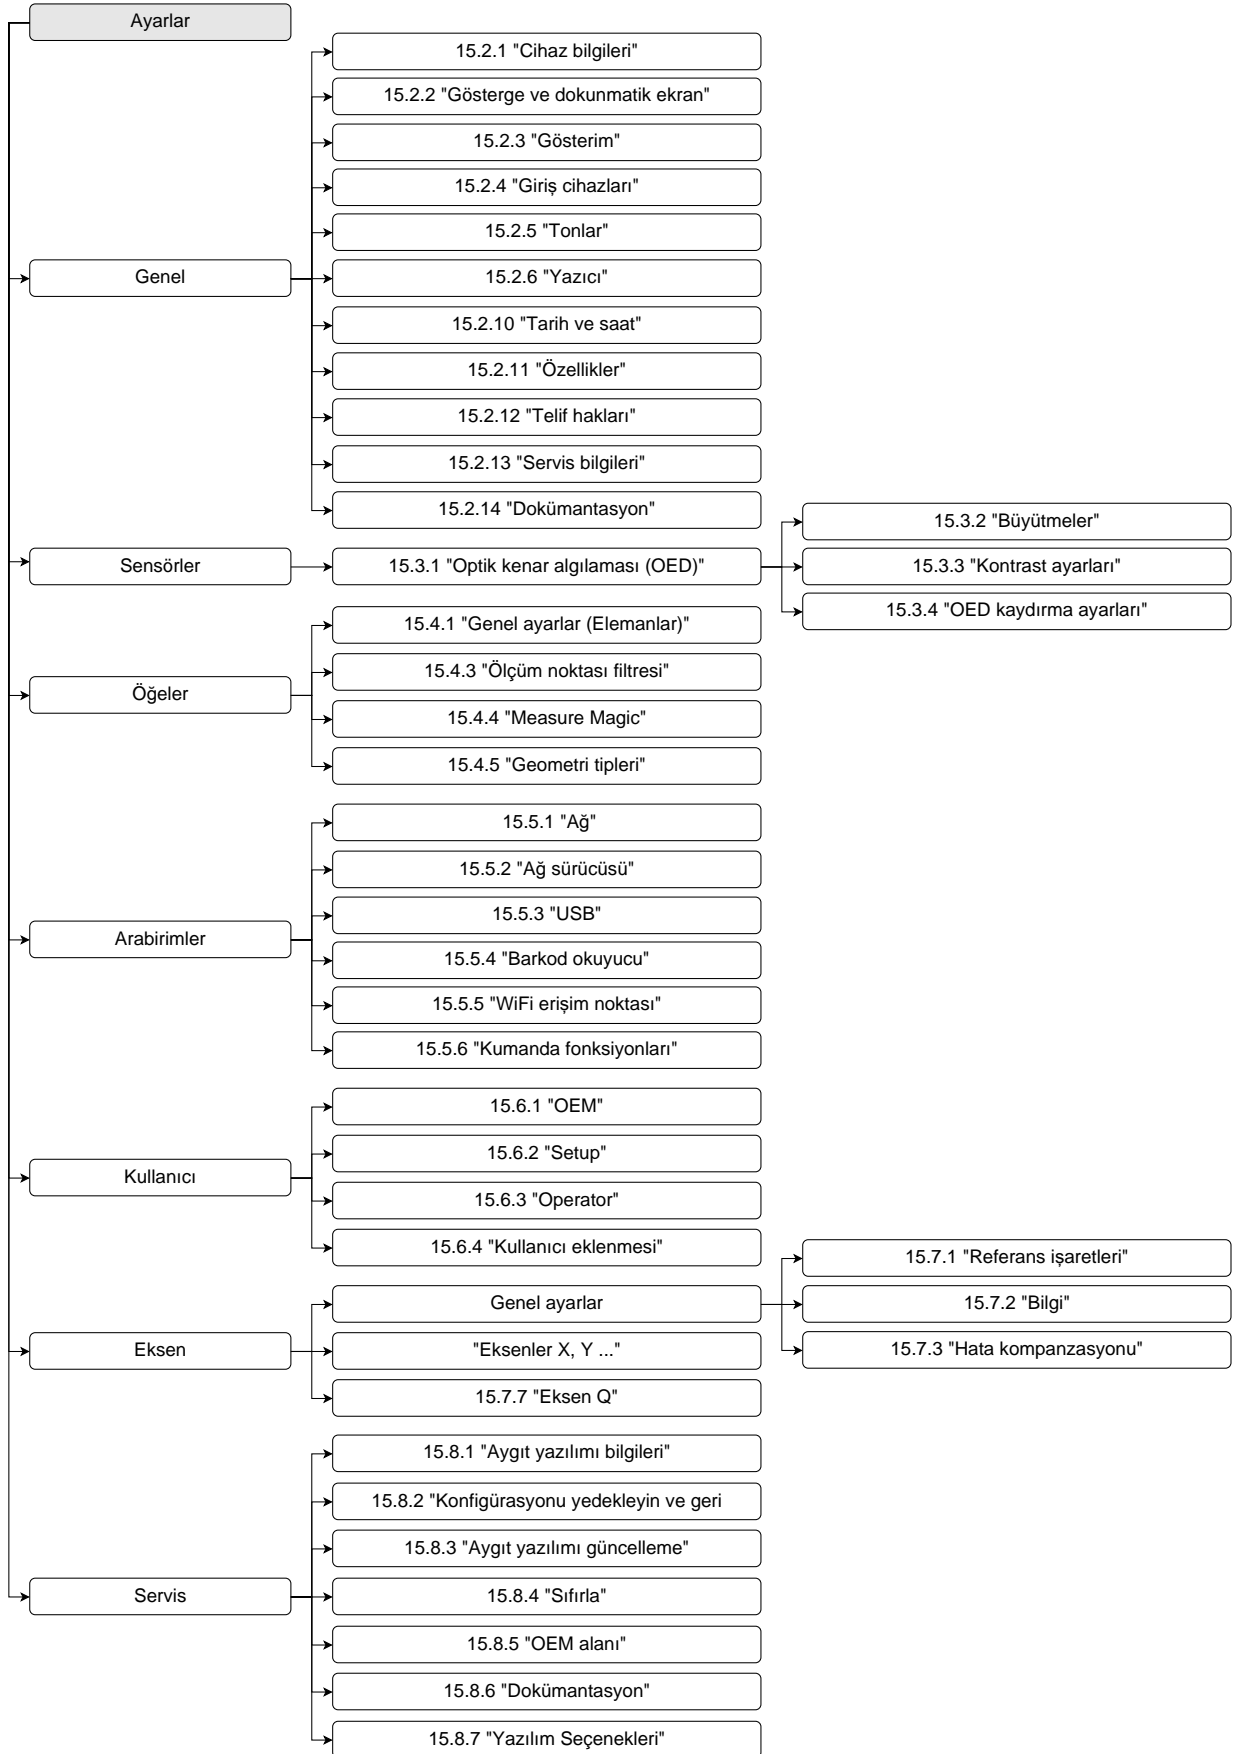 Ayarlar
Genel
15.2.1 "Cihaz bilgileri"
15.2.2 "Gösterge ve dokunmatik ekran"
15.2.3 "Gösterim"
15.2.4 "Giriş cihazları"
15.2.5 "Tonlar"
15.2.6 "Yazıcı"
15.2.10 "Tarih ve saat"
15.2.11 "Özellikler"
15.2.12 "Telif hakları"
15.2.13 "Servis bilgileri"
15.2.14 "Dokümantasyon"
Sensörler
15.3.1 "Optik kenar algılaması (OED)"
15.3.2 "Büyütmeler"
15.3.3 "Kontrast ayarları"
15.3.4 "OED kaydırma ayarları"
Öğeler
15.4.1 "Genel ayarlar (Elemanlar)"
15.4.3 "Ölçüm noktası filtresi"
15.4.4 "Measure Magic"
15.4.5 "Geometri tipleri"
Arabirimler
15.5.1 "Ağ"
15.5.2 "Ağ sürücüsü"
15.5.3 "USB"
15.5.4 "Barkod okuyucu"
15.5.5 "WiFi erişim noktası"
15.5.6 "Kumanda fonksiyonları"
Kullanıcı
15.6.1 "OEM"
15.6.2 "Setup"
15.6.3 "Operator"
15.6.4 "Kullanıcı eklenmesi"
Eksen
Genel ayarlar
15.7.1 "Referans işaretleri"
15.7.2 "Bilgi"
15.7.3 "Hata kompanzasyonu"
"Eksenler X, Y ..."
15.7.7 "Eksen Q"
Servis
15.8.1 "Aygıt yazılımı bilgileri"
15.8.2 "Konfigürasyonu yedekleyin ve geri
15.8.3 "Aygıt yazılımı güncelleme"
15.8.4 "Sıfırla"
15.8.5 "OEM alanı"
15.8.6 "Dokümantasyon"
15.8.7 "Yazılım Seçenekleri"